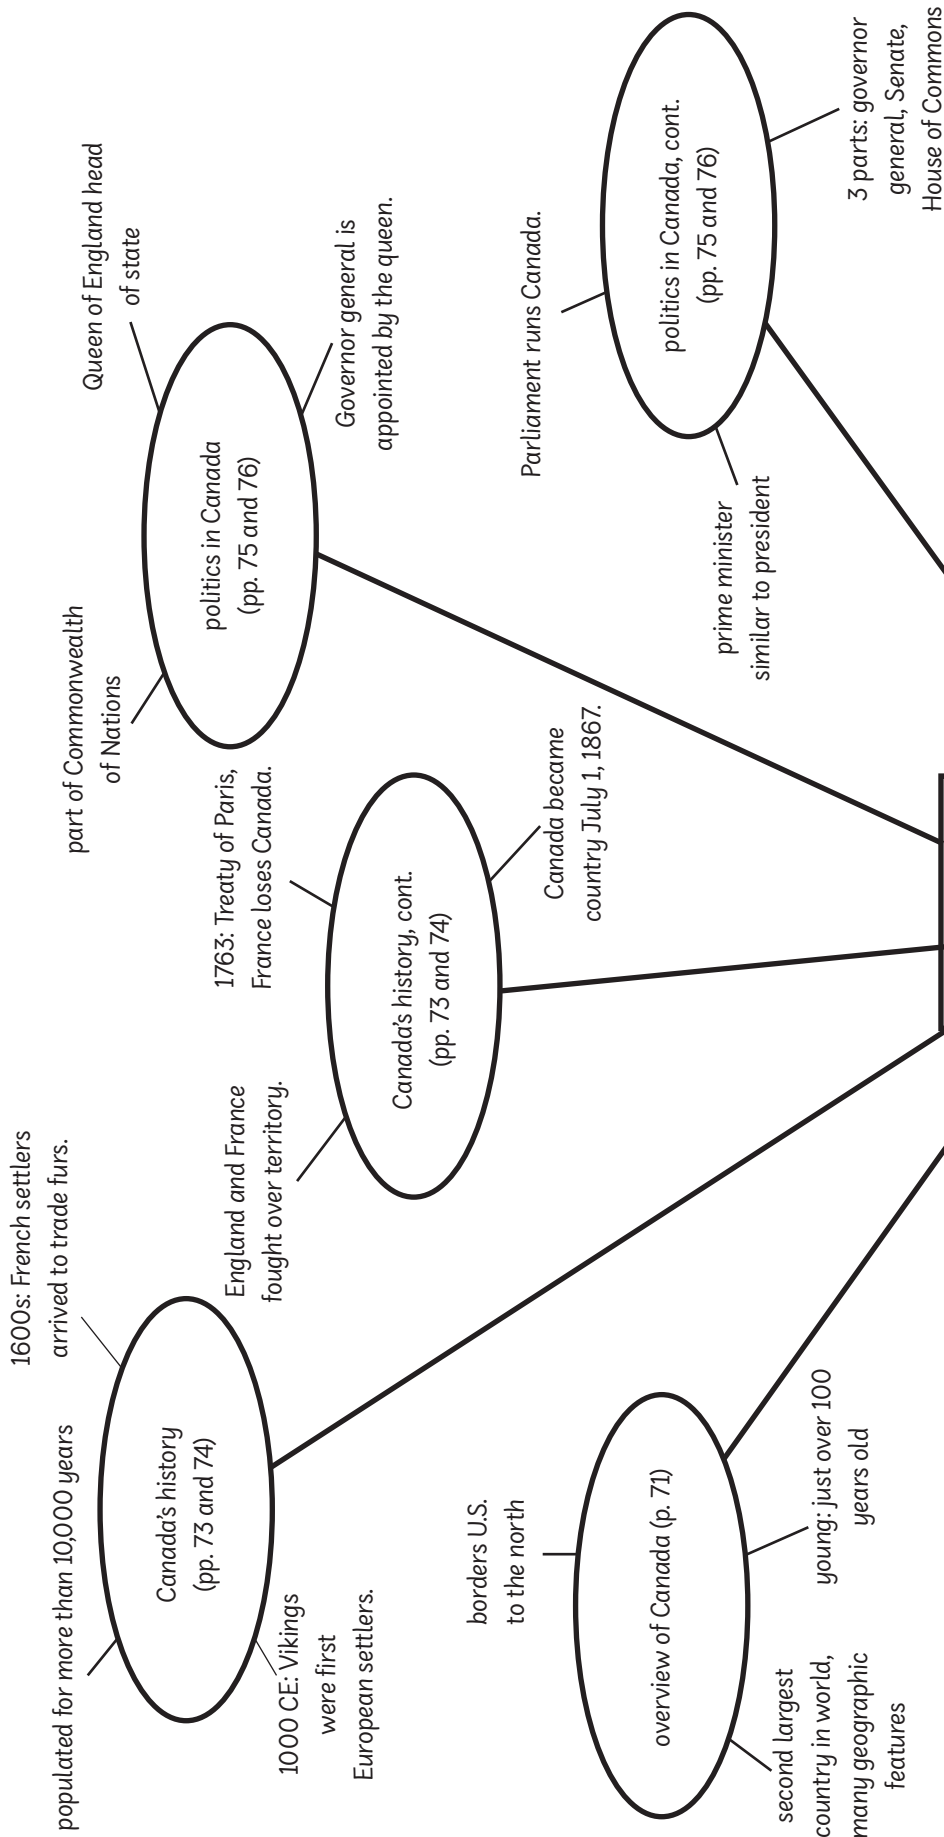 populated for more than 10,000 years
1600s: French settlers
arrived to trade furs.
Canada's history
(pp. 73 and 74)
1000 CE: Vikings
were first
European settlers.
England and France
fought over territory.
1763: Treaty of Paris,
France loses Canada.
Canada's history, cont.
(pp. 73 and 74)
Canada became
country July 1, 1867.
part of Commonwealth
of Nations
Queen of England head
of state
politics in Canada
(pp. 75 and 76)
Governor general is
appointed by the queen.
borders U.S.
to the north
overview of Canada (p. 71)
second largest
country in world,
many geographic
features
young: just over 100
years old
Parliament runs Canada.
politics in Canada, cont.
(pp. 75 and 76)
prime minister
similar to president
3 parts: governor
general, Senate,
House of Commons